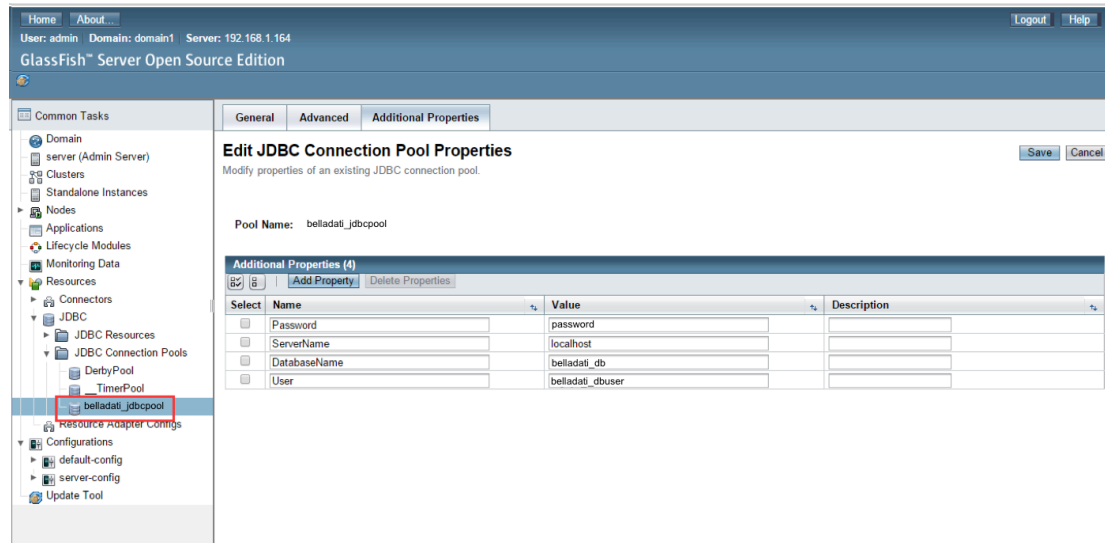 Home About... Logout Help
User: admin Domain: domain1 Server: 192.168.1.164
GlassFish™ Server Open Source Edition
Common Tasks
Domain
server (Admin Server)
Clusters
Standalone Instances
Nodes
Applications
Lifecycle Modules
Monitoring Data
Resources
Connectors
JDBC
JDBC Resources
JDBC Connection Pools
DerbyPool
__TimerPool
belladati_jdbcpool
Resource Adapter Configs
Configurations
default-config
server-config
Update Tool
General Advanced Additional Properties
Edit JDBC Connection Pool Properties
Save Cancel
Modify properties of an existing JDBC connection pool.
Pool Name: belladati_jdbcpool
Additional Properties (4)
Add Property Delete Properties
Select Name Value Description
Password password
ServerName localhost
DatabaseName belladati_db
User belladati_dbuser